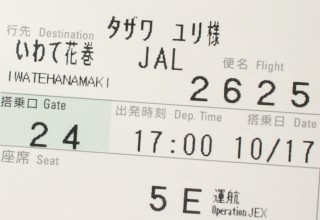 タザワ ユリ様
行先 Destination
いわて花巻 JAL 便名 Flight
IWATEHANAMAKI 2625
搭乗口 Gate 出発時刻 Dep. Time 搭乗日 Date
24 17:00 10/17
座席 Seat
5E 運航
Operation JEX